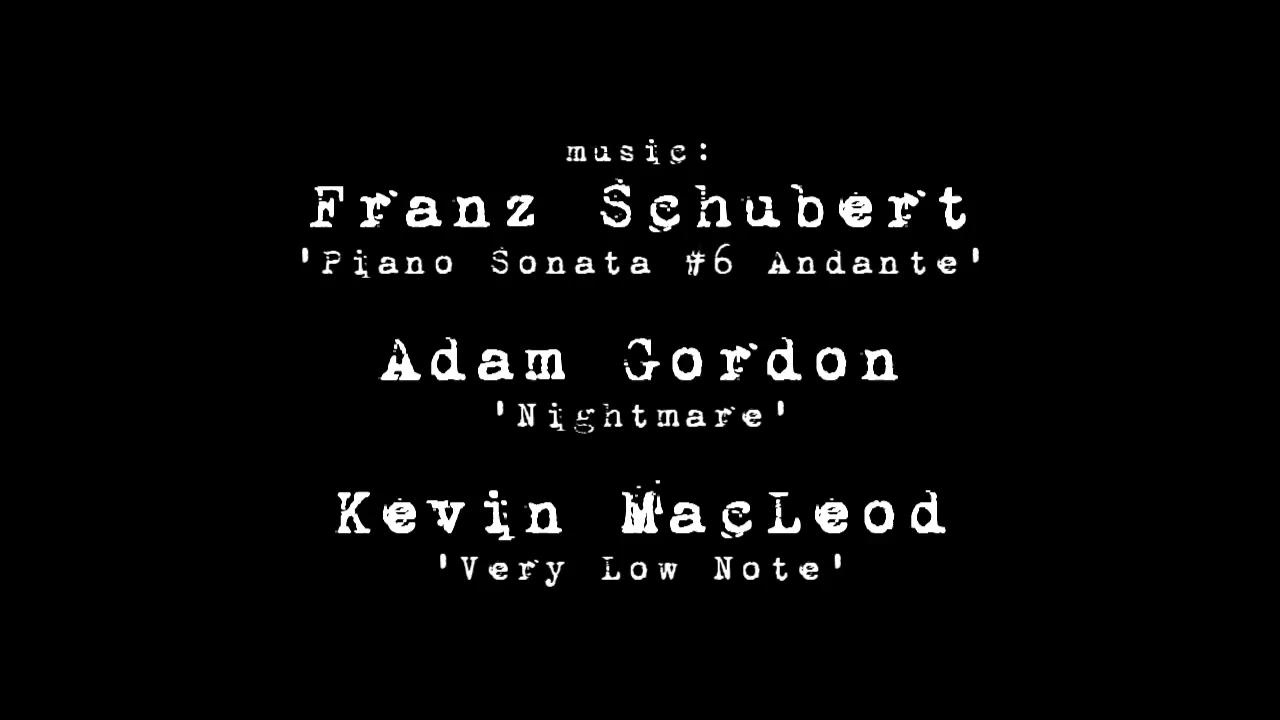 music:
Franz Schubert
'Piano Sonata #6 Andante'
Adam Gordon
'Nightmare'
Kevin MacLeod
'Very Low Note'